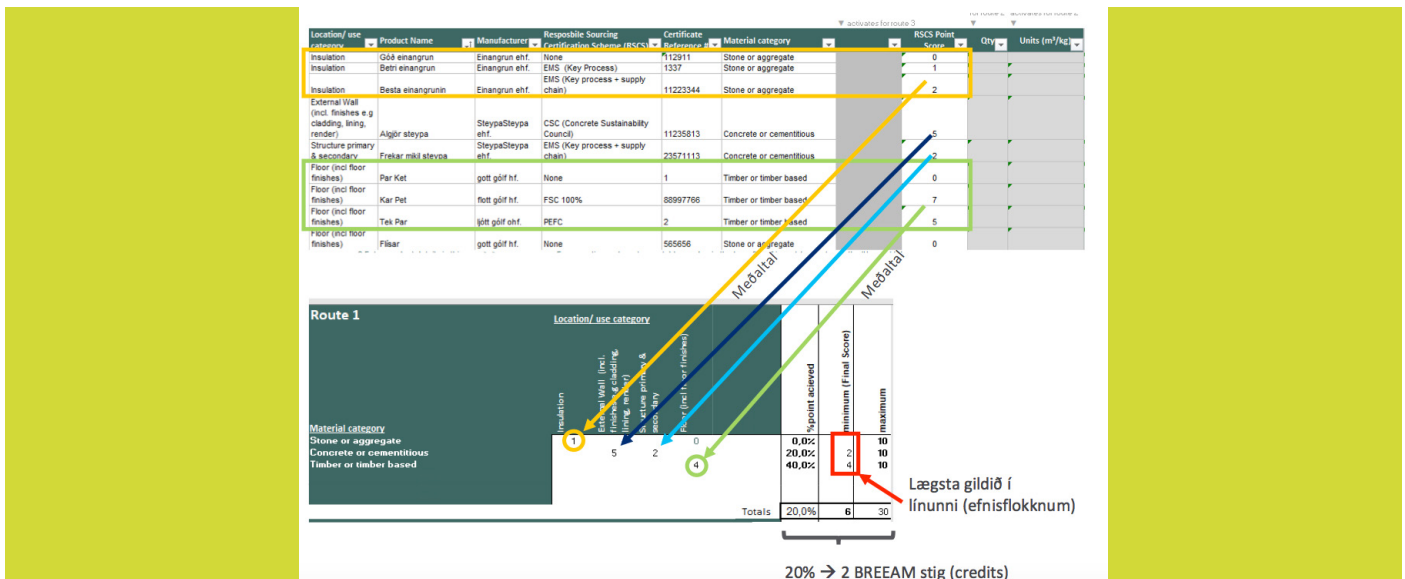 ▼ activates for route 3 ▼ ▼
Location/ use category Product Name Manufacturer Resposbile Sourcing Certification Scheme (RSCS) Certificate Reference # Material category RSCS Point Score Qty Units (m³/kg)
Insulation Góð einangrun Einangrun ehf. None 112911 Stone or aggregate 0
Insulation Betri einangrun Einangrun ehf. EMS (Key Process) 1337 Stone or aggregate 1
Insulation Besta einangrunin Einangrun ehf. EMS (Key process + supply chain) 11223344 Stone or aggregate 2
External Wall (incl. finishes e.g cladding, lining, render) Algjör steypa SteypaSteypa ehf. CSC (Concrete Sustainability Council) 11235813 Concrete or cementitious 5
Structure primary & secondary Frekar mikil steypa SteypaSteypa ehf. EMS (Key process + supply chain) 23571113 Concrete or cementitious 2
Floor (incl floor finishes) Par Ket gott gólf hf. None 1 Timber or timber based 0
Floor (incl floor finishes) Kar Pet flott gólf hf. FSC 100% 88997766 Timber or timber based 7
Floor (incl floor finishes) Tek Par ljótt gólf ohf. PEFC 2 Timber or timber based 5
Floor (incl floor finishes) Flísar gott gólf hf. None 565656 Stone or aggregate 0
Meðaltal
Meðaltal
Route 1
Location/ use category
Insulation
External Wall (incl. finishes e.g cladding, lining, render)
Structure primary & secondary
Floor (incl floor finishes)
%point acieved
minimum (Final Score)
maximum
Material category
Stone or aggregate 1 0 0,0% 10
Concrete or cementitious 5 2 20,0% 2 10
Timber or timber based 4 40,0% 4 10
Totals 20,0% 6 30
Lægsta gildið í
línunni (efnisflokknum)
20% → 2 BREEAM stig (credits)